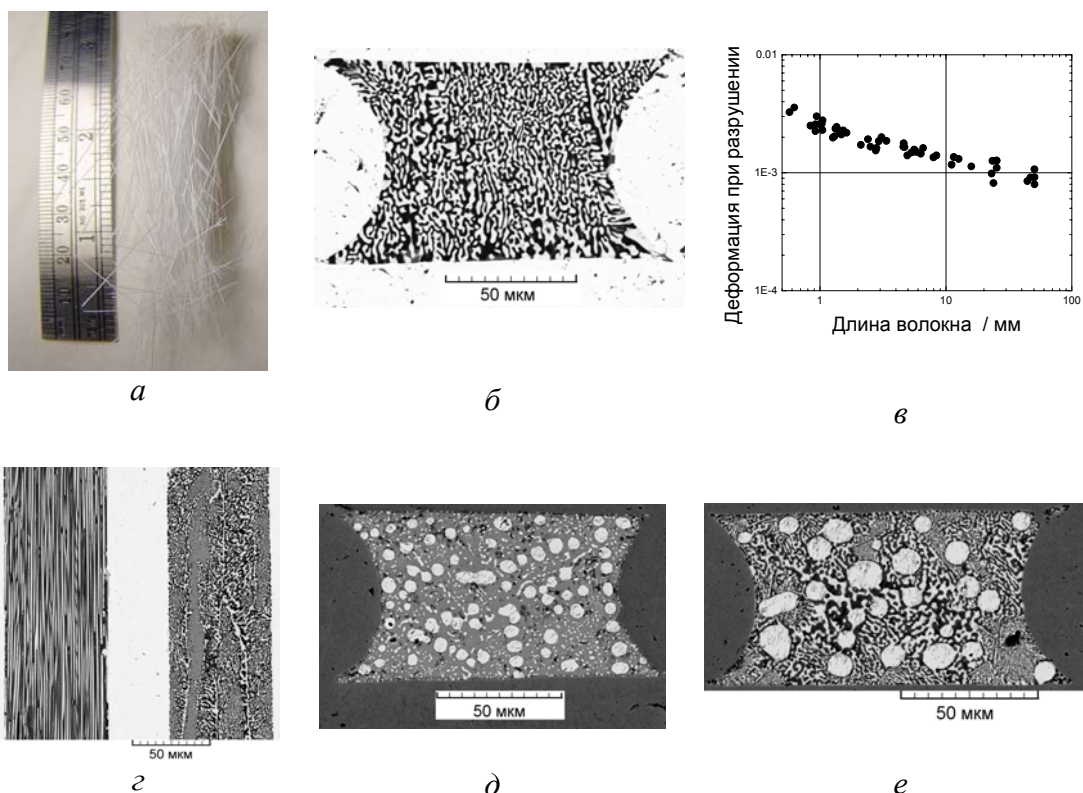 50 мкм
0.01
1E-3
1E-4
1
10
100
Деформация при разрушении
Длина волокна / мм
а
б
в
50 мкм
50 мкм
50 мкм
г
д
е